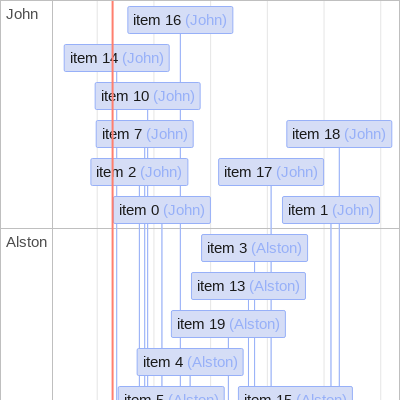 John
item 16 (John)
item 14 (John)
item 10 (John)
item 7 (John)
item 18 (John)
item 2 (John)
item 17 (John)
item 0 (John)
item 1 (John)
Alston
item 3 (Alston)
item 13 (Alston)
item 19 (Alston)
item 4 (Alston)
item 5 (Alston)
item 15 (Alston)